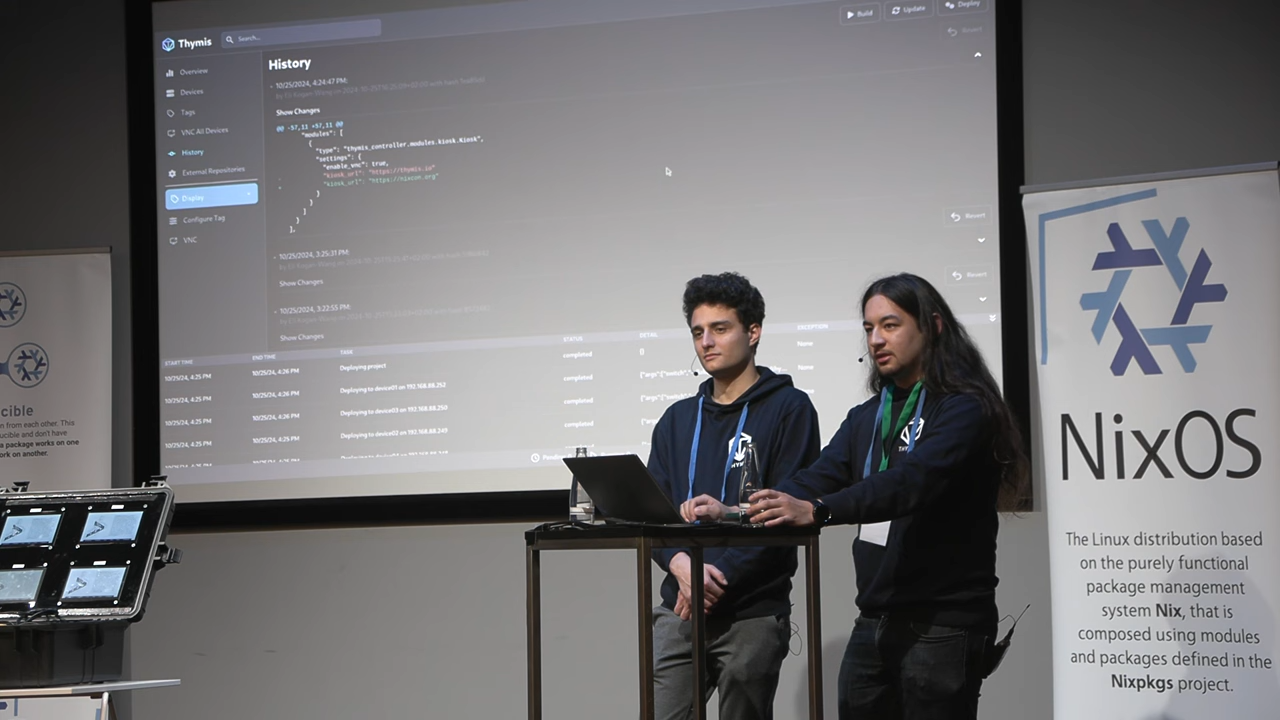 Thymis
Search...
Build
Update
Deploy
Revert
Overview
Devices
Tags
VNC All Devices
History
External Repositories
Display
Configure Tag
VNC
History
10/25/2024, 4:24:47 PM:
Show Changes
@@ -57,11 +57,11 @@
"modules": [
{
"type": "thymis_controller.modules.kiosk.Kiosk",
"settings": {
"enable_vnc": true,
"kiosk_url": "https://thymis.io"
"kiosk_url": "https://nixcon.org"
}
}
]
}
],
Revert
10/25/2024, 3:25:31 PM:
Show Changes
Revert
10/25/2024, 3:22:55 PM:
Show Changes
START TIME END TIME TASK STATUS DETAIL EXCEPTION
10/25/24, 4:25 PM 10/25/24, 4:26 PM Deploying project completed {} None
10/25/24, 4:25 PM 10/25/24, 4:26 PM Deploying to device01 on 192.168.88.252 completed {"args":["switch" None
10/25/24, 4:25 PM 10/25/24, 4:26 PM Deploying to device03 on 192.168.88.250 completed
10/25/24, 4:25 PM 10/25/24, 4:26 PM Deploying to device02 on 192.168.88.249 completed
cible
n from each other. This
ucible and don't have
a package works on one
ork on another.
NixOS
The Linux distribution based
on the purely functional
package management
system Nix, that is
composed using modules
and packages defined in the
Nixpkgs project.